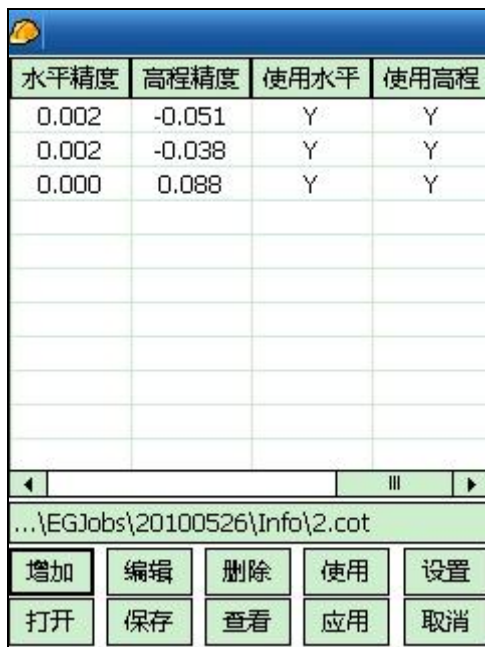 水平精度 高程精度 使用水平 使用高程
0.002 -0.051 Y Y
0.002 -0.038 Y Y
0.000 0.088 Y Y
...\EGJobs\20100526\Info\2.cot
增加 编辑 删除 使用 设置
打开 保存 查看 应用 取消